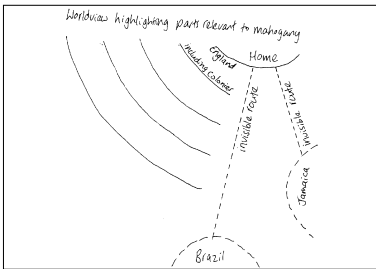 Worldview highlighting parts relevant to mahogany
Home
England
including colonies
invisible route
invisible route
Jamaica
Brazil